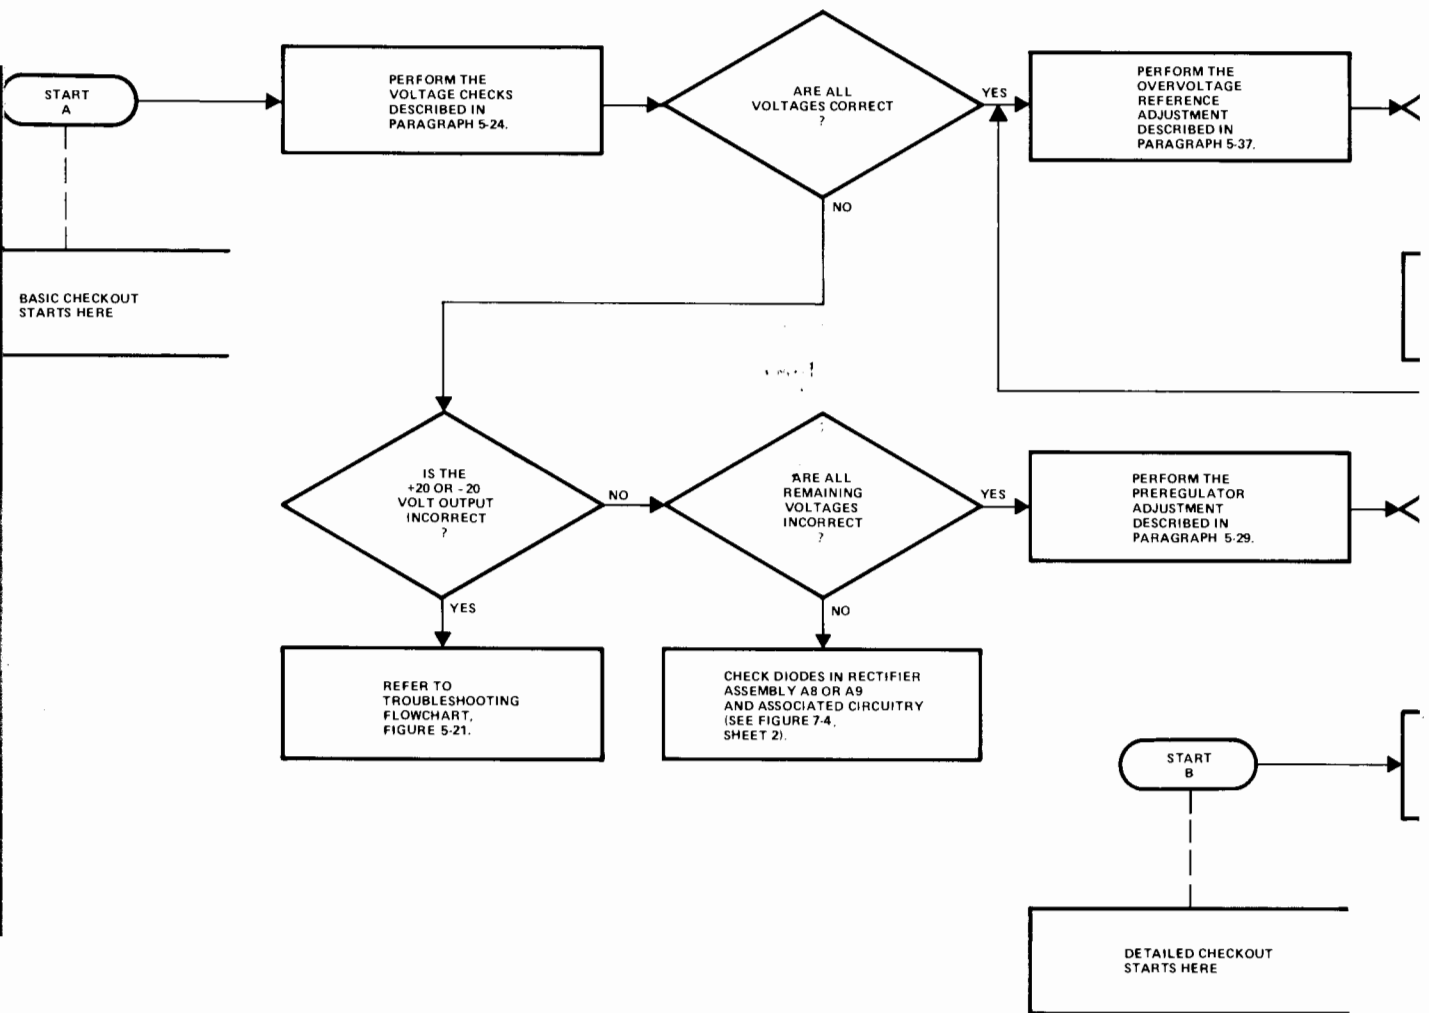 START
A
PERFORM THE
VOLTAGE CHECKS
DESCRIBED IN
PARAGRAPH 5-24.
ARE ALL
VOLTAGES CORRECT
?
YES
PERFORM THE
OVERVOLTAGE
REFERENCE
ADJUSTMENT
DESCRIBED IN
PARAGRAPH 5-37.
NO
BASIC CHECKOUT
STARTS HERE
IS THE
+20 OR -20
VOLT OUTPUT
INCORRECT
?
NO
ARE ALL
REMAINING
VOLTAGES
INCORRECT
?
YES
PERFORM THE
PREREGULATOR
ADJUSTMENT
DESCRIBED IN
PARAGRAPH 5-29.
YES
NO
REFER TO
TROUBLESHOOTING
FLOWCHART,
FIGURE 5-21.
CHECK DIODES IN RECTIFIER
ASSEMBLY A8 OR A9
AND ASSOCIATED CIRCUITRY
(SEE FIGURE 7-4,
SHEET 2).
START
B
DETAILED CHECKOUT
STARTS HERE